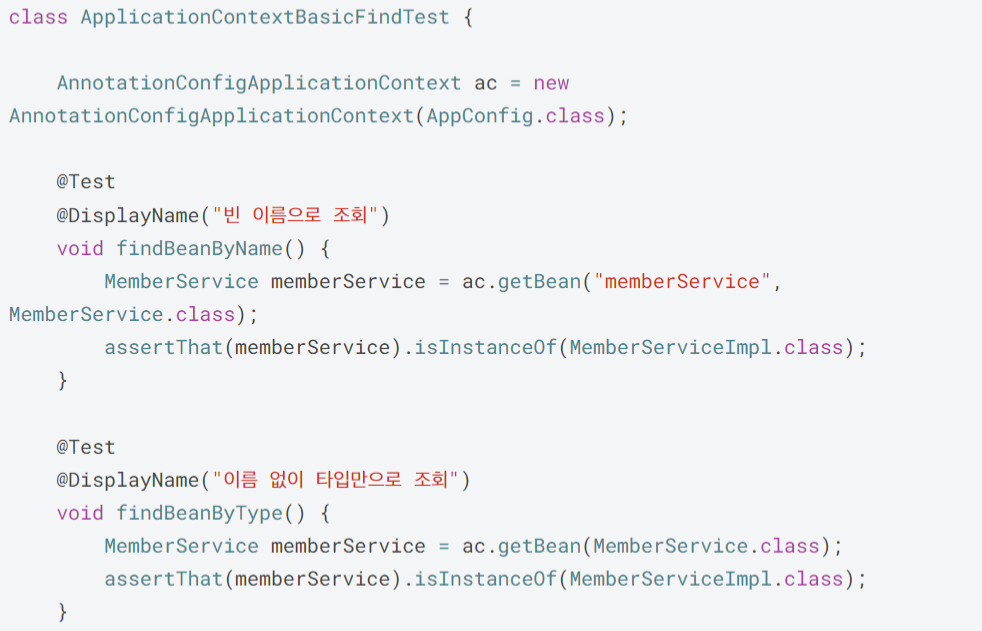 class ApplicationContextBasicFindTest {
AnnotationConfigApplicationContext ac = new
AnnotationConfigApplicationContext(AppConfig.class);
@Test
@DisplayName("빈 이름으로 조회")
void findBeanByName() {
MemberService memberService = ac.getBean("memberService",
MemberService.class);
assertThat(memberService).isInstanceOf(MemberServiceImpl.class);
}
@Test
@DisplayName("이름 없이 타입만으로 조회")
void findBeanByType() {
MemberService memberService = ac.getBean(MemberService.class);
assertThat(memberService).isInstanceOf(MemberServiceImpl.class);
}